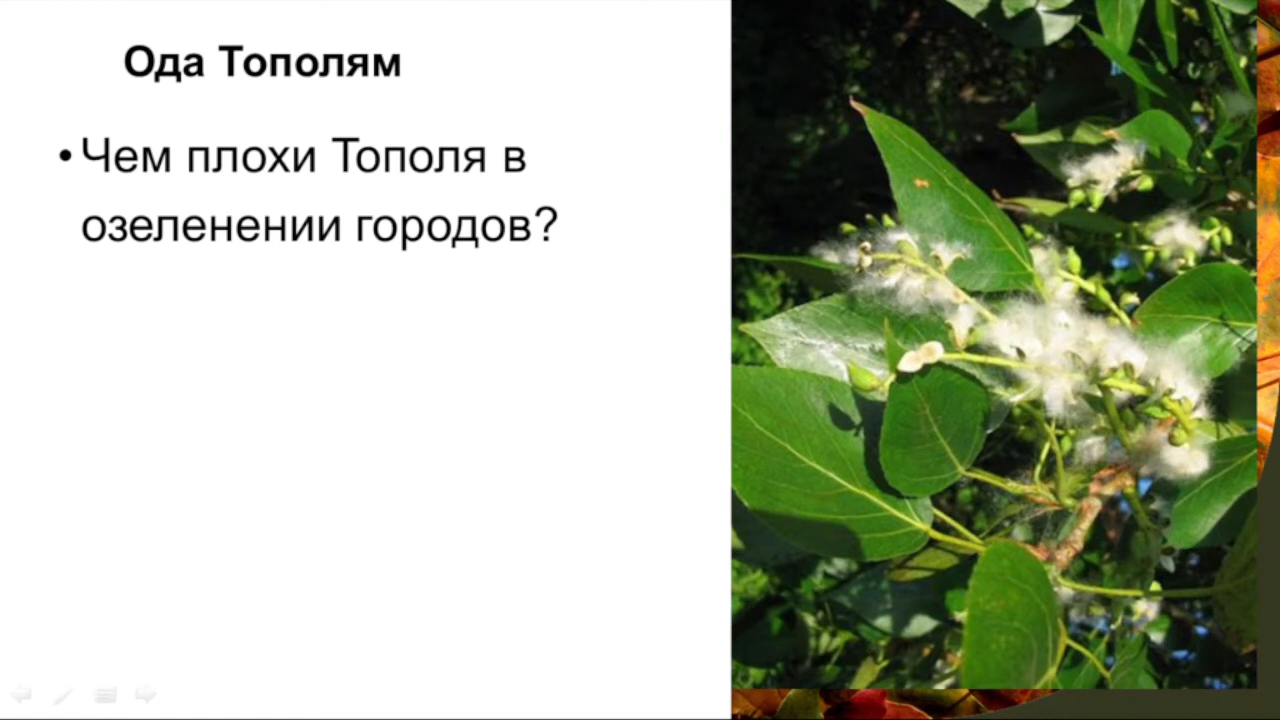 Ода Тополям
• Чем плохи Тополя в
озеленении городов?